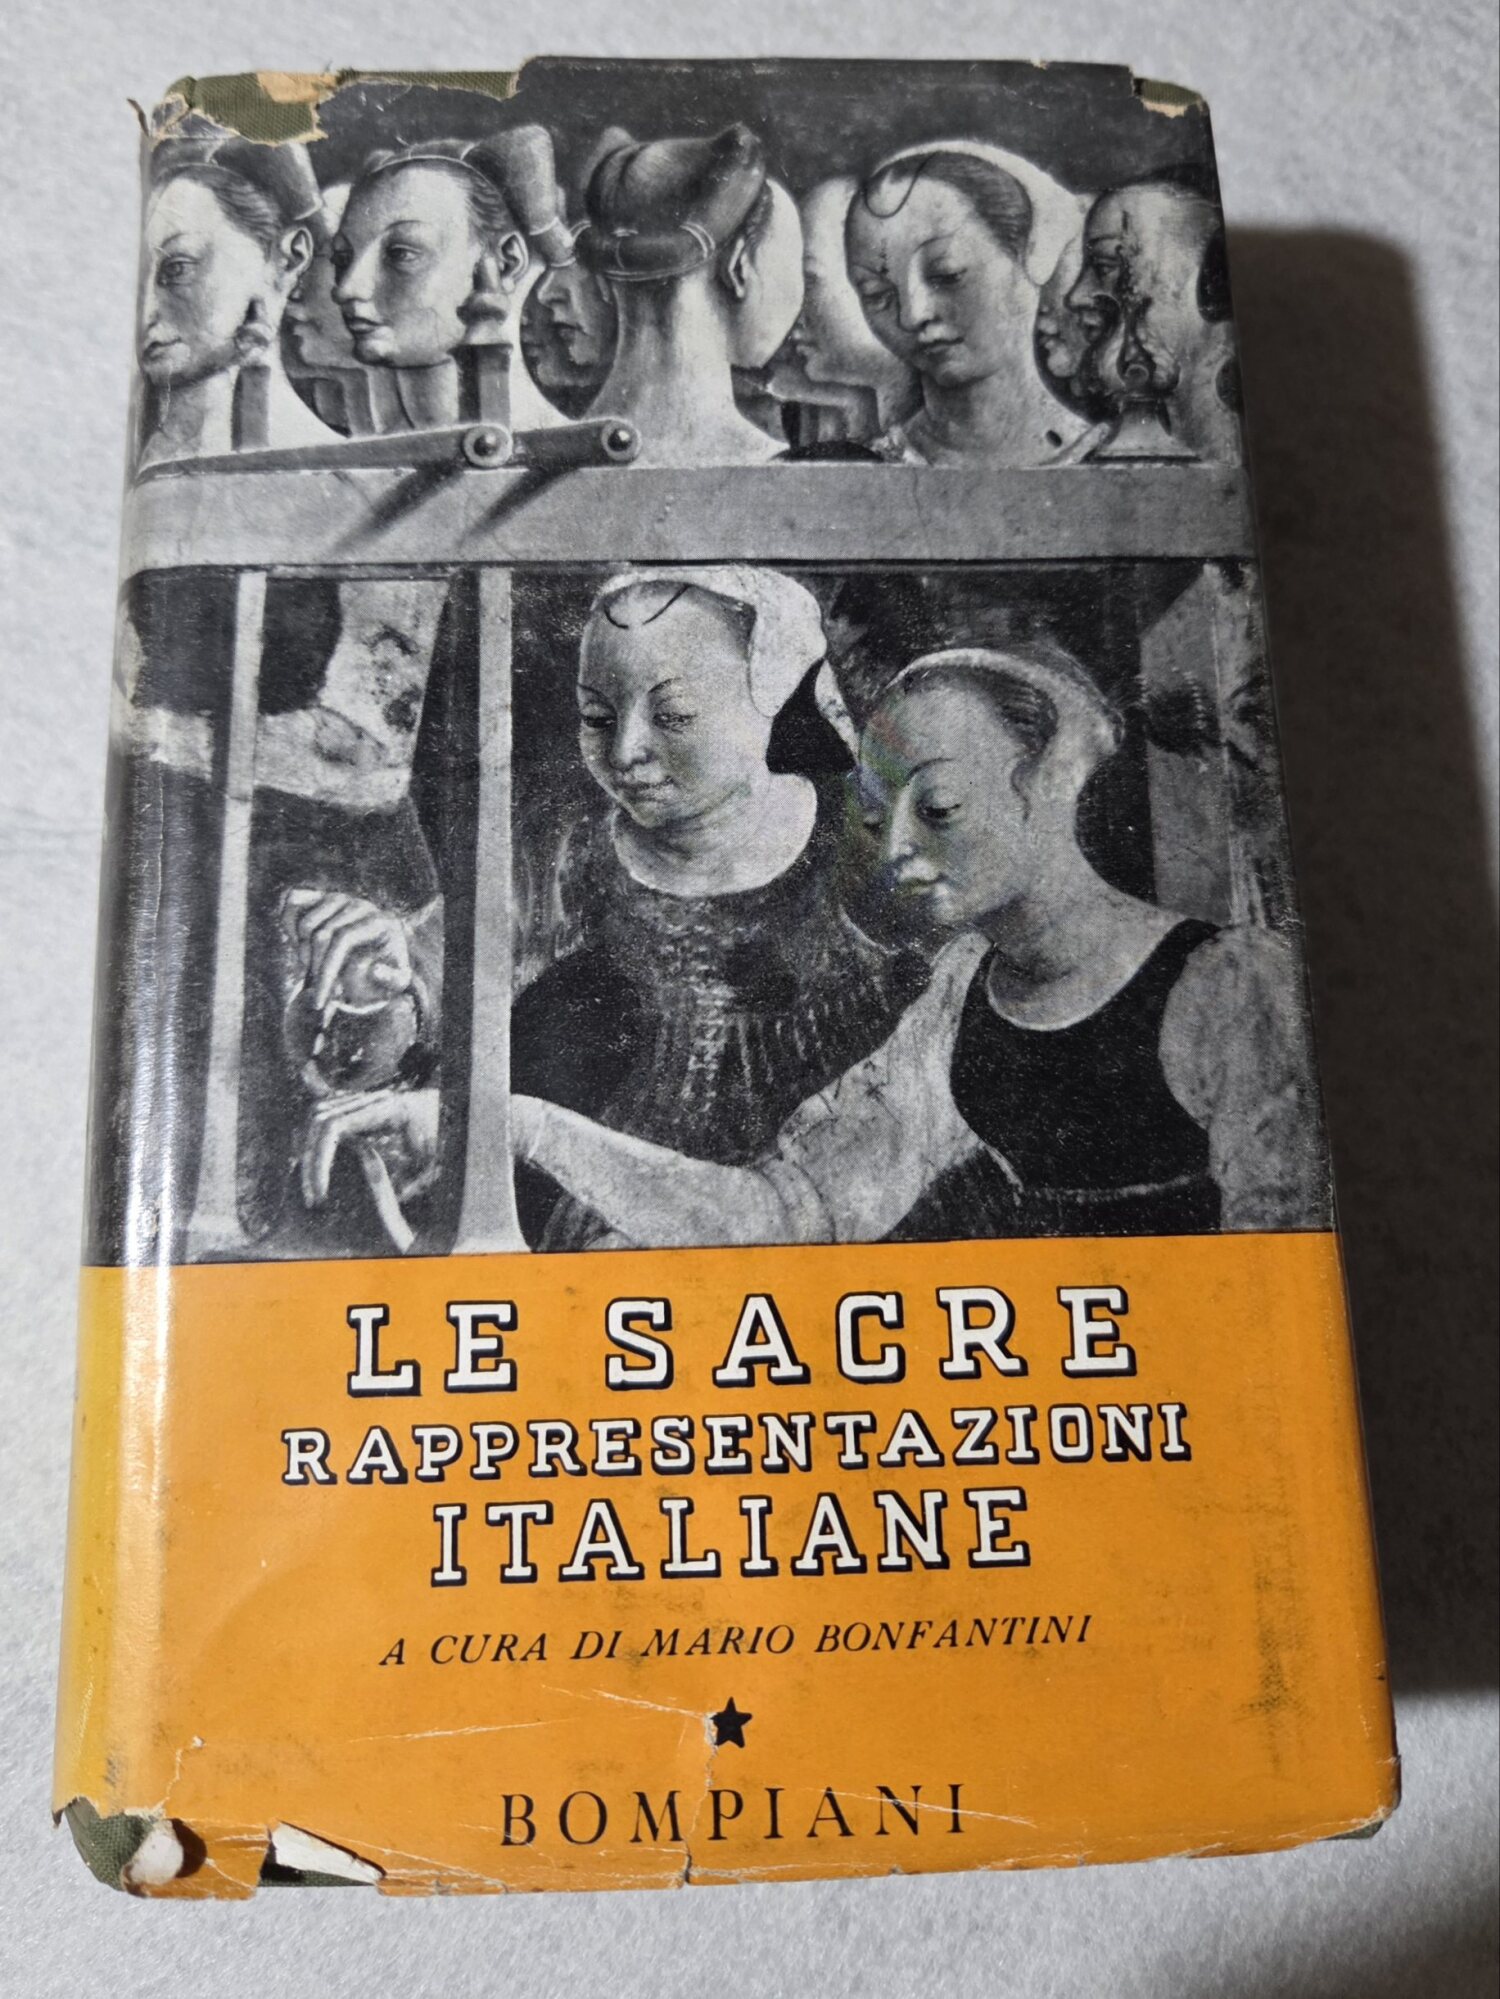 LE SACRE
RAPPRESENTAZIONI
ITALIANE
A CURA DI MARIO BONFANTINI
BOMPIANI